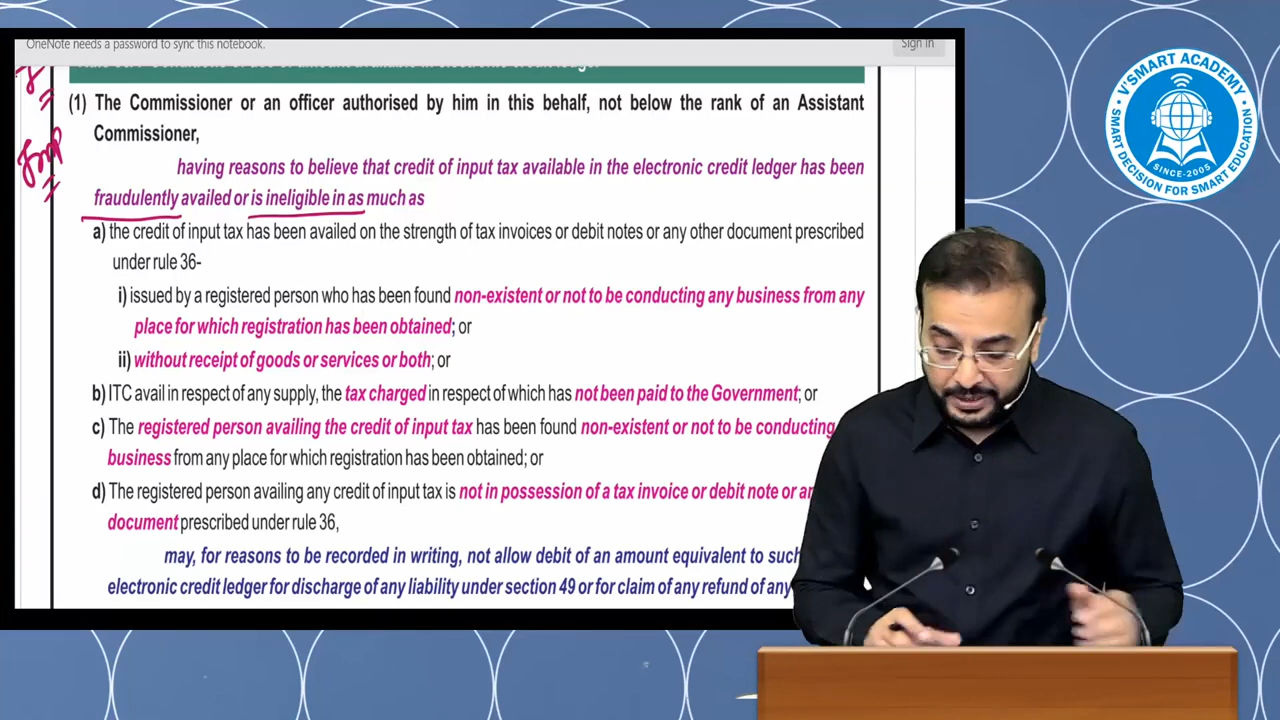 OneNote needs a password to sync this notebook.
Sign in
Imp
(1) The Commissioner or an officer authorised by him in this behalf, not below the rank of an Assistant
Commissioner,
having reasons to believe that credit of input tax available in the electronic credit ledger has been
fraudulently availed or is ineligible in as much as
a) the credit of input tax has been availed on the strength of tax invoices or debit notes or any other document prescribed
under rule 36-
i) issued by a registered person who has been found non-existent or not to be conducting any business from any
place for which registration has been obtained; or
ii) without receipt of goods or services or both; or
b) ITC avail in respect of any supply, the tax charged in respect of which has not been paid to the Government; or
c) The registered person availing the credit of input tax has been found non-existent or not to be conducting
business from any place for which registration has been obtained; or
d) The registered person availing any credit of input tax is not in possession of a tax invoice or debit note or
document prescribed under rule 36,
may, for reasons to be recorded in writing, not allow debit of an amount equivalent to such
electronic credit ledger for discharge of any liability under section 49 or for claim of any refund of any
V'SMART ACADEMY
SINCE-2005
SMART DECISION FOR SMART EDUCATION